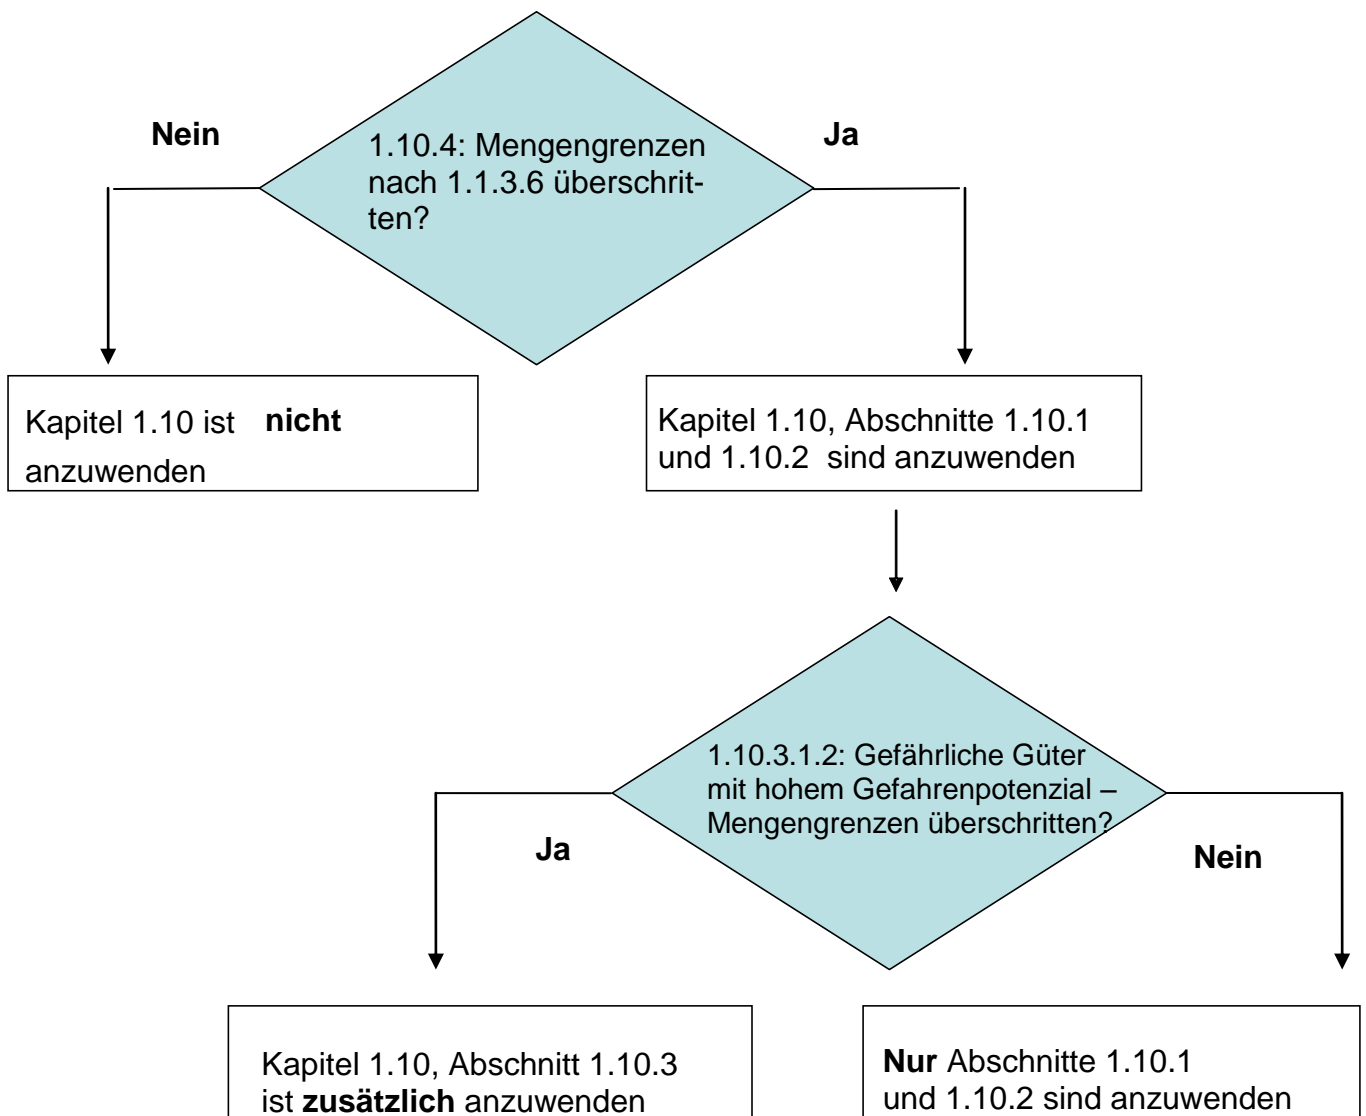 Nein
Ja
1.10.4: Mengengrenzen
nach 1.1.3.6 überschrit-
ten?
Kapitel 1.10 ist nicht
anzuwenden
Kapitel 1.10, Abschnitte 1.10.1
und 1.10.2 sind anzuwenden
1.10.3.1.2: Gefährliche Güter
mit hohem Gefahrenpotenzial –
Mengengrenzen überschritten?
Ja
Nein
Kapitel 1.10, Abschnitt 1.10.3
ist zusätzlich anzuwenden
Nur Abschnitte 1.10.1
und 1.10.2 sind anzuwenden